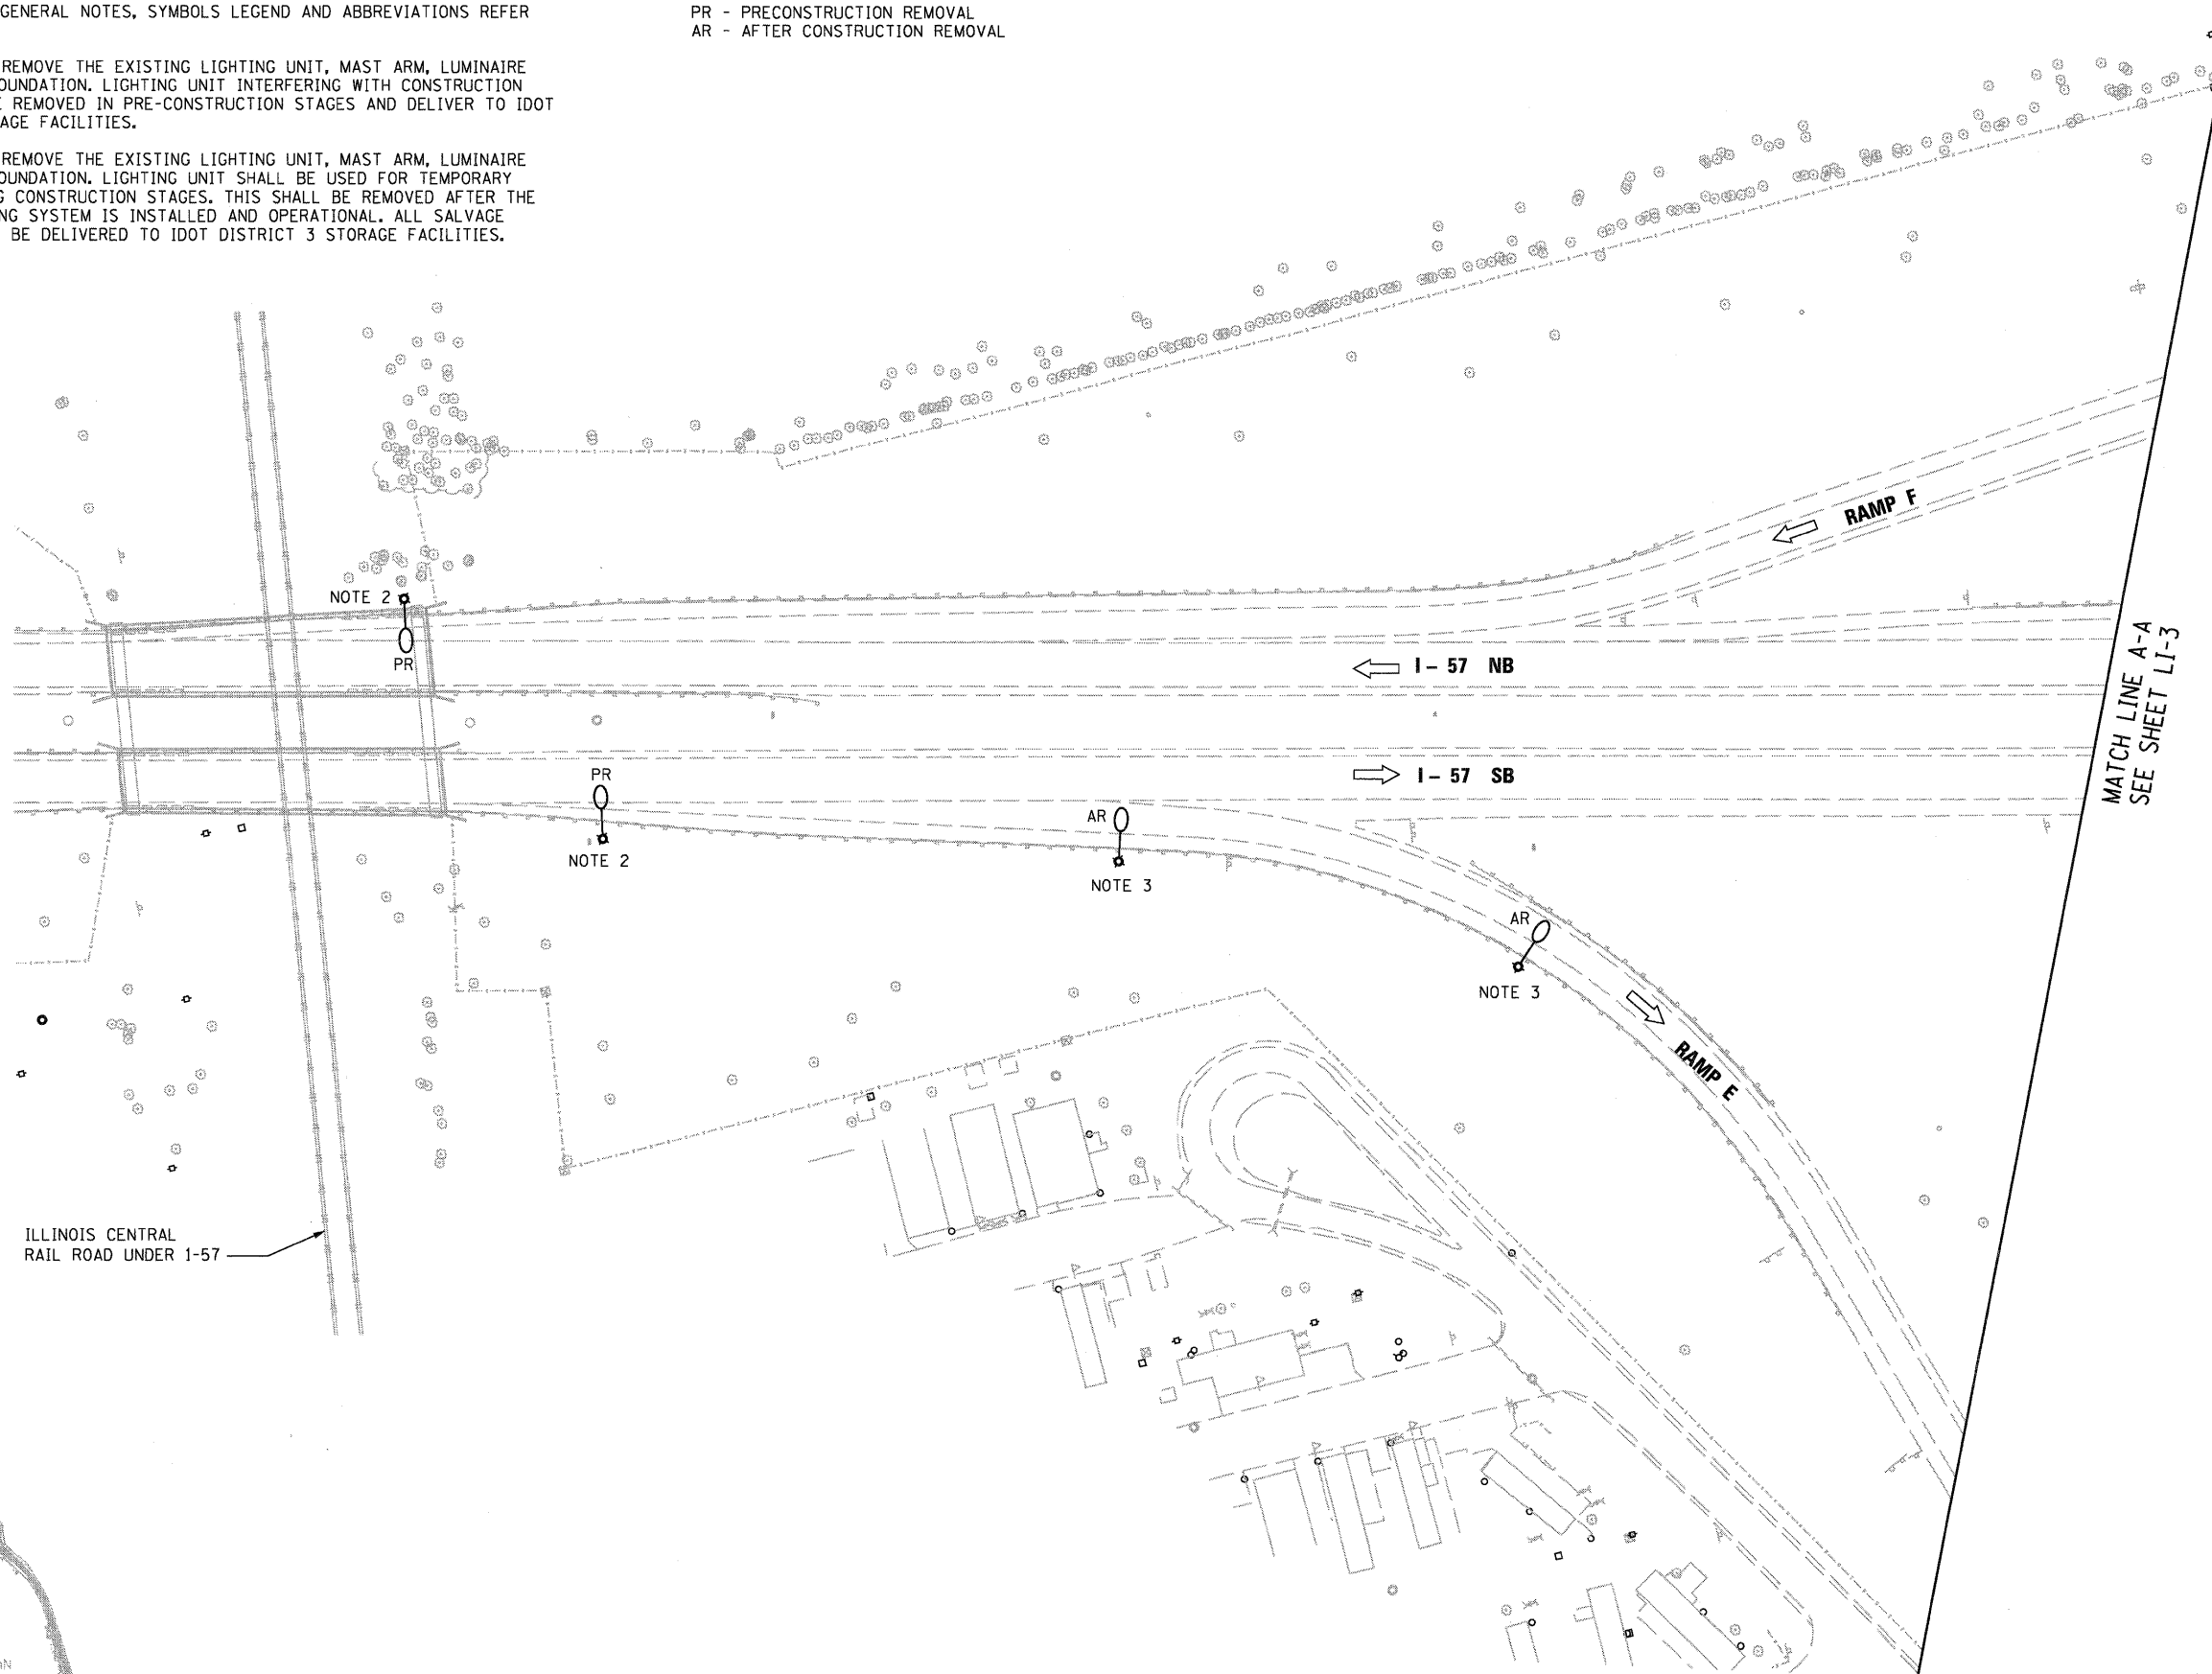 GENERAL NOTES, SYMBOLS LEGEND AND ABBREVIATIONS REFER
REMOVE THE EXISTING LIGHTING UNIT, MAST ARM, LUMINAIRE
OUNDATION. LIGHTING UNIT INTERFERING WITH CONSTRUCTION
REMOVED IN PRE-CONSTRUCTION STAGES AND DELIVER TO IDOT
AGE FACILITIES.
REMOVE THE EXISTING LIGHTING UNIT, MAST ARM, LUMINAIRE
OUNDATION. LIGHTING UNIT SHALL BE USED FOR TEMPORARY
CONSTRUCTION STAGES. THIS SHALL BE REMOVED AFTER THE
NG SYSTEM IS INSTALLED AND OPERATIONAL. ALL SALVAGE
BE DELIVERED TO IDOT DISTRICT 3 STORAGE FACILITIES.
PR - PRECONSTRUCTION REMOVAL
AR - AFTER CONSTRUCTION REMOVAL
RAMP F
NOTE 2
PR
I- 57 NB
MATCH LINE A-A
SEE SHEET LI-3
I- 57 SB
PR
NOTE 2
AR
NOTE 3
AR
NOTE 3
RAMP E
ILLINOIS CENTRAL
RAIL ROAD UNDER 1-57